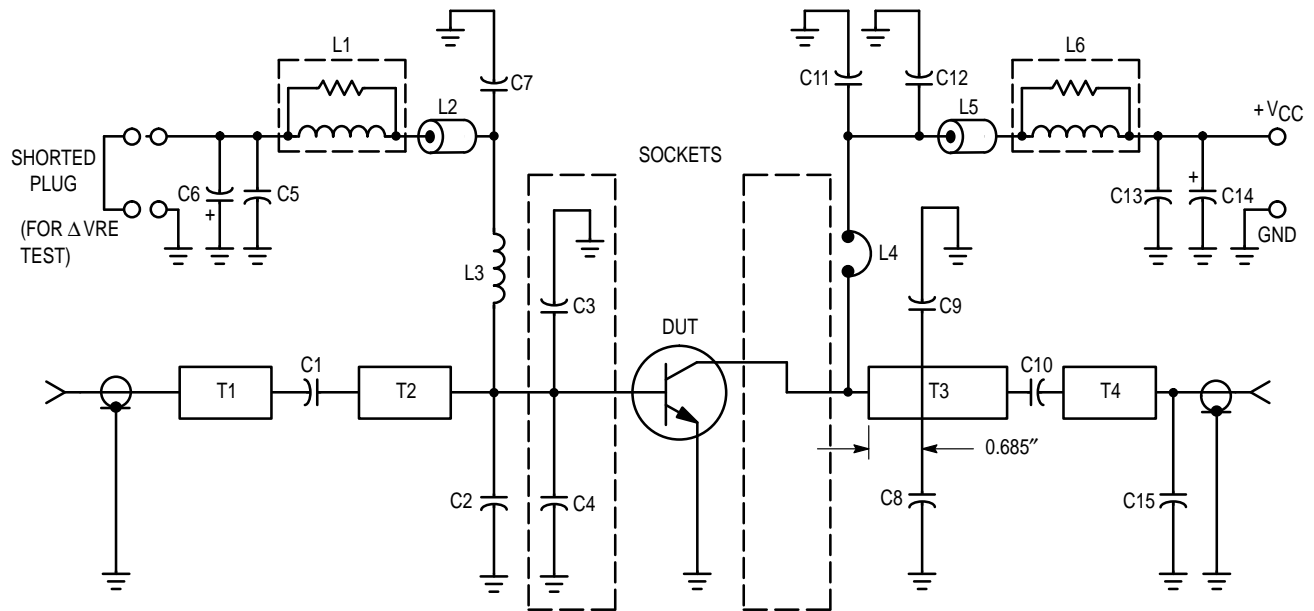 L1
L6
C7
C11
C12
L2
L5
+VCC
SHORTED
PLUG
SOCKETS
C6
+
C5
C13
+
C14
(FOR ΔVRE
TEST)
GND
L3
L4
C3
C9
DUT
C1
C10
T1
T2
T3
T4
0.685″
C2
C4
C8
C15